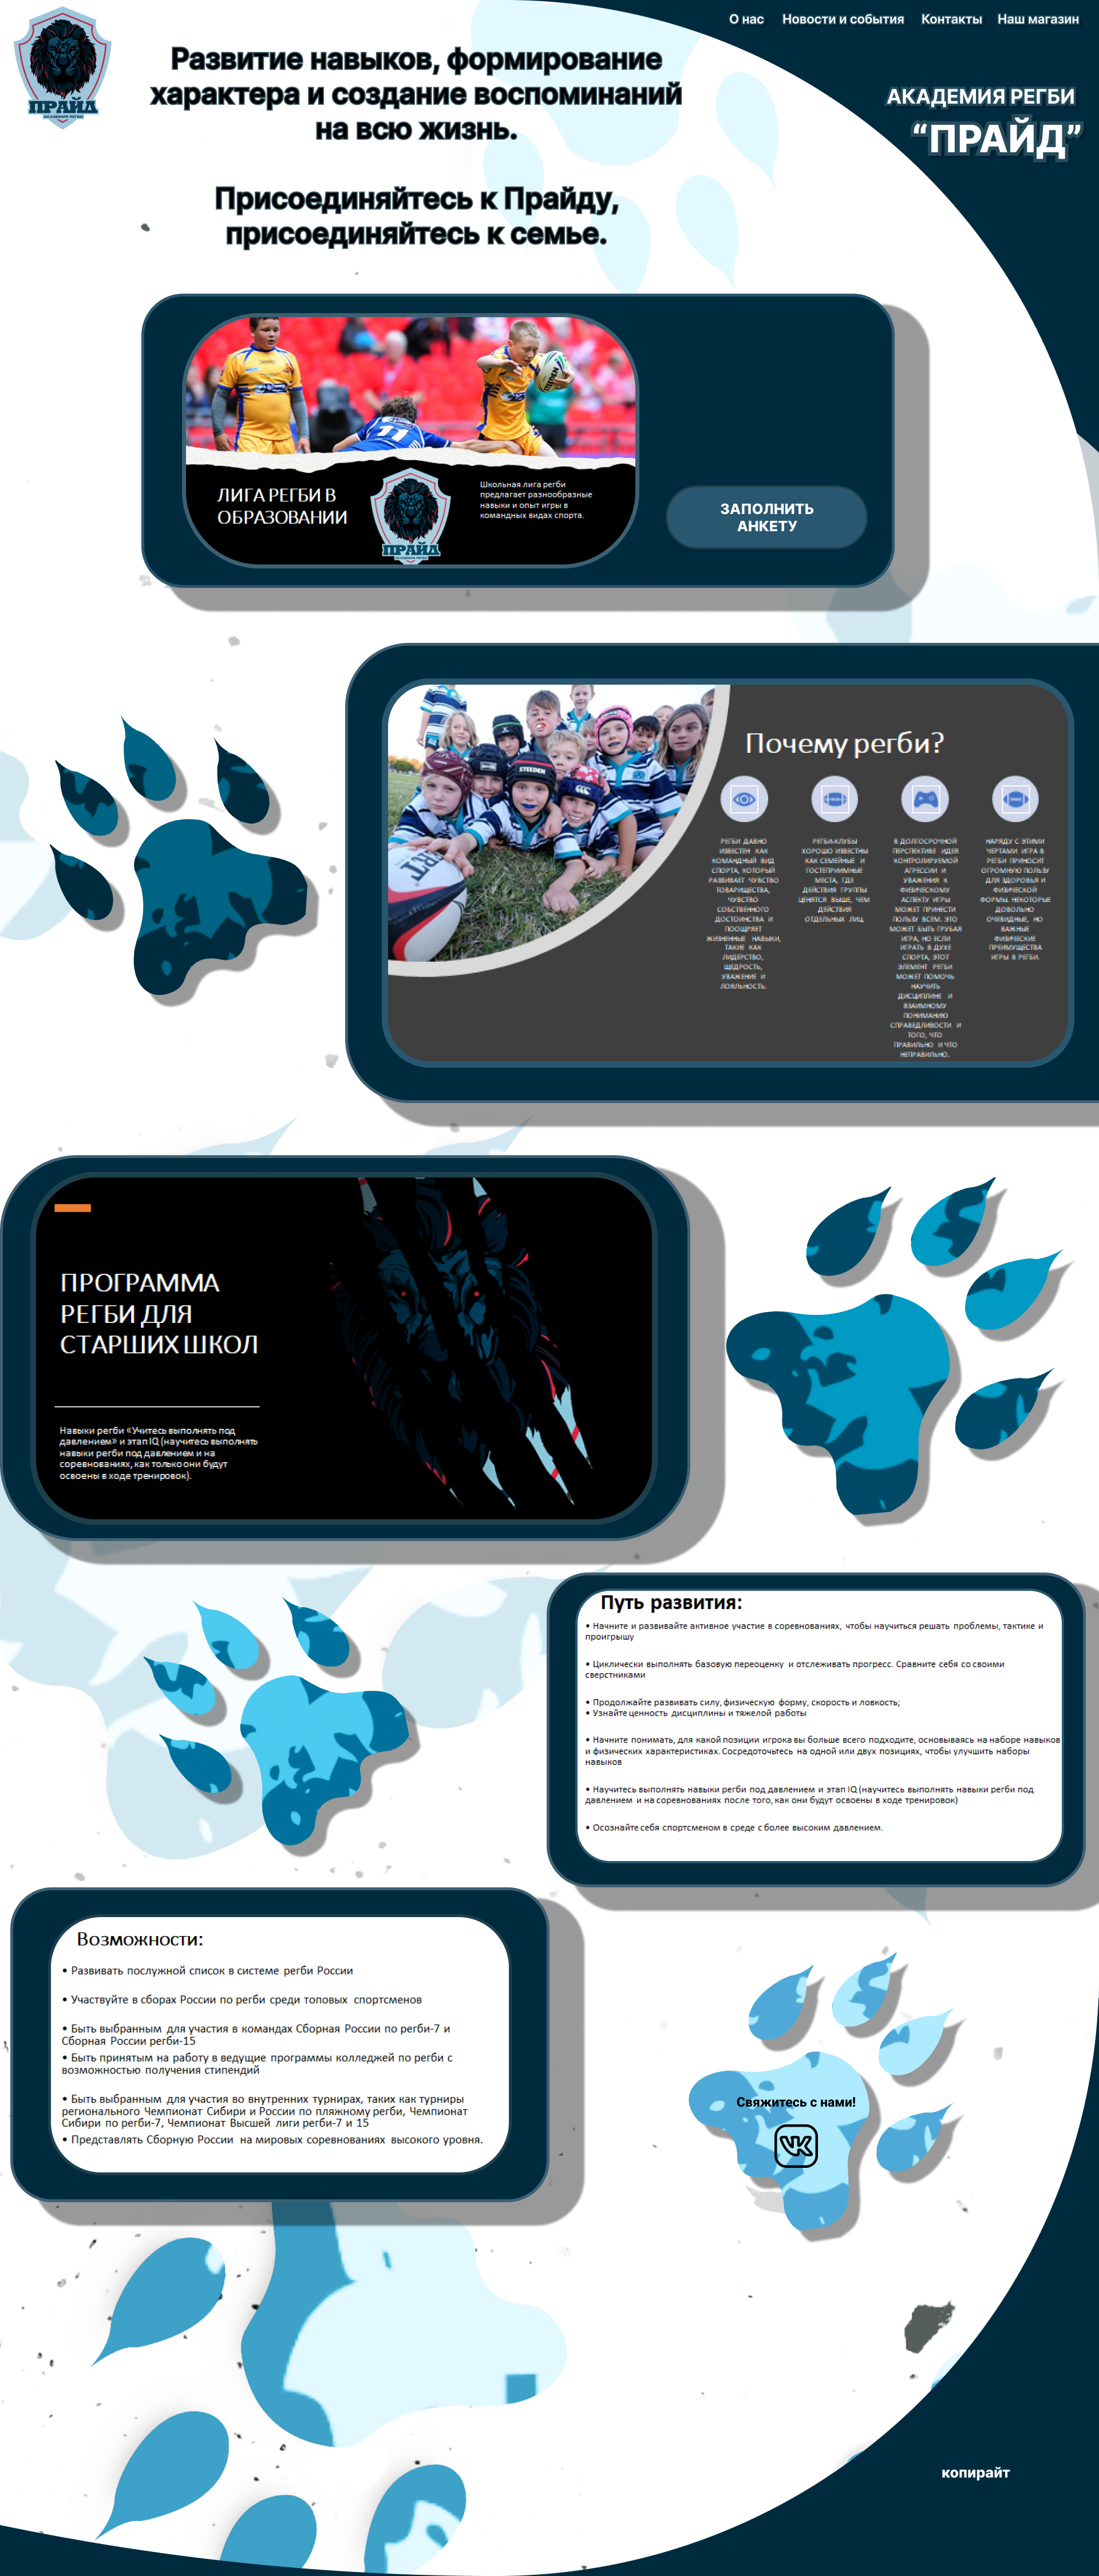 О нас Новости и события Контакты Наш магазин
ПРАЙД
АКАДЕМИЯ РЕГБИ
Развитие навыков, формирование
характера и создание воспоминаний
на всю жизнь.
Присоединяйтесь к Прайду,
присоединяйтесь к семье.
АКАДЕМИЯ РЕГБИ
“ПРАЙД”
STEEDEN
11
ЛИГА РЕГБИ В
ОБРАЗОВАНИИ
ПРАЙД
АКАДЕМИЯ РЕГБИ
Школьная лига регби
предлагает разнообразные
навыки и опыт игры в
командных видах спорта.
ЗАПОЛНИТЬ
АНКЕТУ
STEEDEN
Почему регби?
РЕГБИ ДАВНО
ИЗВЕСТЕН КАК
КОМАНДНЫЙ ВИД
СПОРТА, КОТОРЫЙ
РАЗВИВАЕТ ЧУВСТВО
ТОВАРИЩЕСТВА,
ЧУВСТВО
СОБСТВЕННОГО
ДОСТОИНСТВА И
ПООЩРЯЕТ
ЖИЗНЕННЫЕ НАВЫКИ,
ТАКИЕ КАК
ЛИДЕРСТВО,
ЩЕДРОСТЬ,
УВАЖЕНИЕ И
ЛОЯЛЬНОСТЬ.
РЕГБИ-КЛУБЫ
ХОРОШО ИЗВЕСТНЫ
КАК СЕМЕЙНЫЕ И
ГОСТЕПРИИМНЫЕ
МЕСТА, ГДЕ
ДЕЙСТВИЯ ГРУППЫ
ЦЕНЯТСЯ ВЫШЕ, ЧЕМ
ДЕЙСТВИЯ
ОТДЕЛЬНЫХ ЛИЦ.
В ДОЛГОСРОЧНОЙ
ПЕРСПЕКТИВЕ ИДЕЯ
КОНТРОЛИРУЕМОЙ
АГРЕССИИ И
УВАЖЕНИЯ К
ФИЗИЧЕСКОМУ
АСПЕКТУ ИГРЫ
МОЖЕТ ПРИНЕСТИ
ПОЛЬЗУ ВСЕМ. ЭТО
МОЖЕТ БЫТЬ ГРУБАЯ
ИГРА, НО ЕСЛИ
ИГРАТЬ В ДУХЕ
СПОРТА, ЭТОТ
ЭЛЕМЕНТ РЕГБИ
МОЖЕТ ПОМОЧЬ
НАУЧИТЬ
ДИСЦИПЛИНЕ И
ВЗАИМНОМУ
ПОНИМАНИЮ
СПРАВЕДЛИВОСТИ И
ТОГО, ЧТО
ПРАВИЛЬНО И ЧТО
НЕПРАВИЛЬНО.
НАРЯДУ С ЭТИМИ
ЧЕРТАМИ ИГРА В
РЕГБИ ПРИНОСИТ
ОГРОМНУЮ ПОЛЬЗУ
ДЛЯ ЗДОРОВЬЯ И
ФИЗИЧЕСКОЙ
ФОРМЫ. НЕКОТОРЫЕ
ДОВОЛЬНО
ОЧЕВИДНЫЕ, НО
ВАЖНЫЕ
ФИЗИЧЕСКИЕ
ПРЕИМУЩЕСТВА
ИГРЫ В РЕГБИ.
ПРОГРАММА
РЕГБИ ДЛЯ
СТАРШИХ ШКОЛ
Навыки регби «Учитесь выполнять под
давлением» и этап IQ (научитесь выполнять
навыки регби под давлением и на
соревнованиях, как только они будут
освоены в ходе тренировок).
Путь развития:
• Начните и развивайте активное участие в соревнованиях, чтобы научиться решать проблемы, тактике и
проигрышу
• Циклически выполнять базовую переоценку и отслеживать прогресс. Сравните себя со своими
сверстниками
• Продолжайте развивать силу, физическую форму, скорость и ловкость;
• Узнайте ценность дисциплины и тяжелой работы
• Начните понимать, для какой позиции игрока вы больше всего подходите, основываясь на наборе навыков
и физических характеристиках. Сосредоточьтесь на одной или двух позициях, чтобы улучшить наборы
навыков
• Научитесь выполнять навыки регби под давлением и этап IQ (научитесь выполнять навыки регби под
давлением и на соревнованиях после того, как они будут освоены в ходе тренировок)
• Осознайте себя спортсменом в среде с более высоким давлением.
Возможности:
• Развивать послужной список в системе регби России
• Участвуйте в сборах России по регби среди топовых спортсменов
• Быть выбранным для участия в командах Сборная России по регби-7 и
Сборная России регби-15
• Быть принятым на работу в ведущие программы колледжей по регби с
возможностью получения стипендий
• Быть выбранным для участия во внутренних турнирах, таких как турниры
регионального Чемпионат Сибири и России по пляжному регби, Чемпионат
Сибири по регби-7, Чемпионат Высшей лиги регби-7 и 15
• Представлять Сборную России на мировых соревнованиях высокого уровня.
Свяжитесь с нами!
VK
копирайт